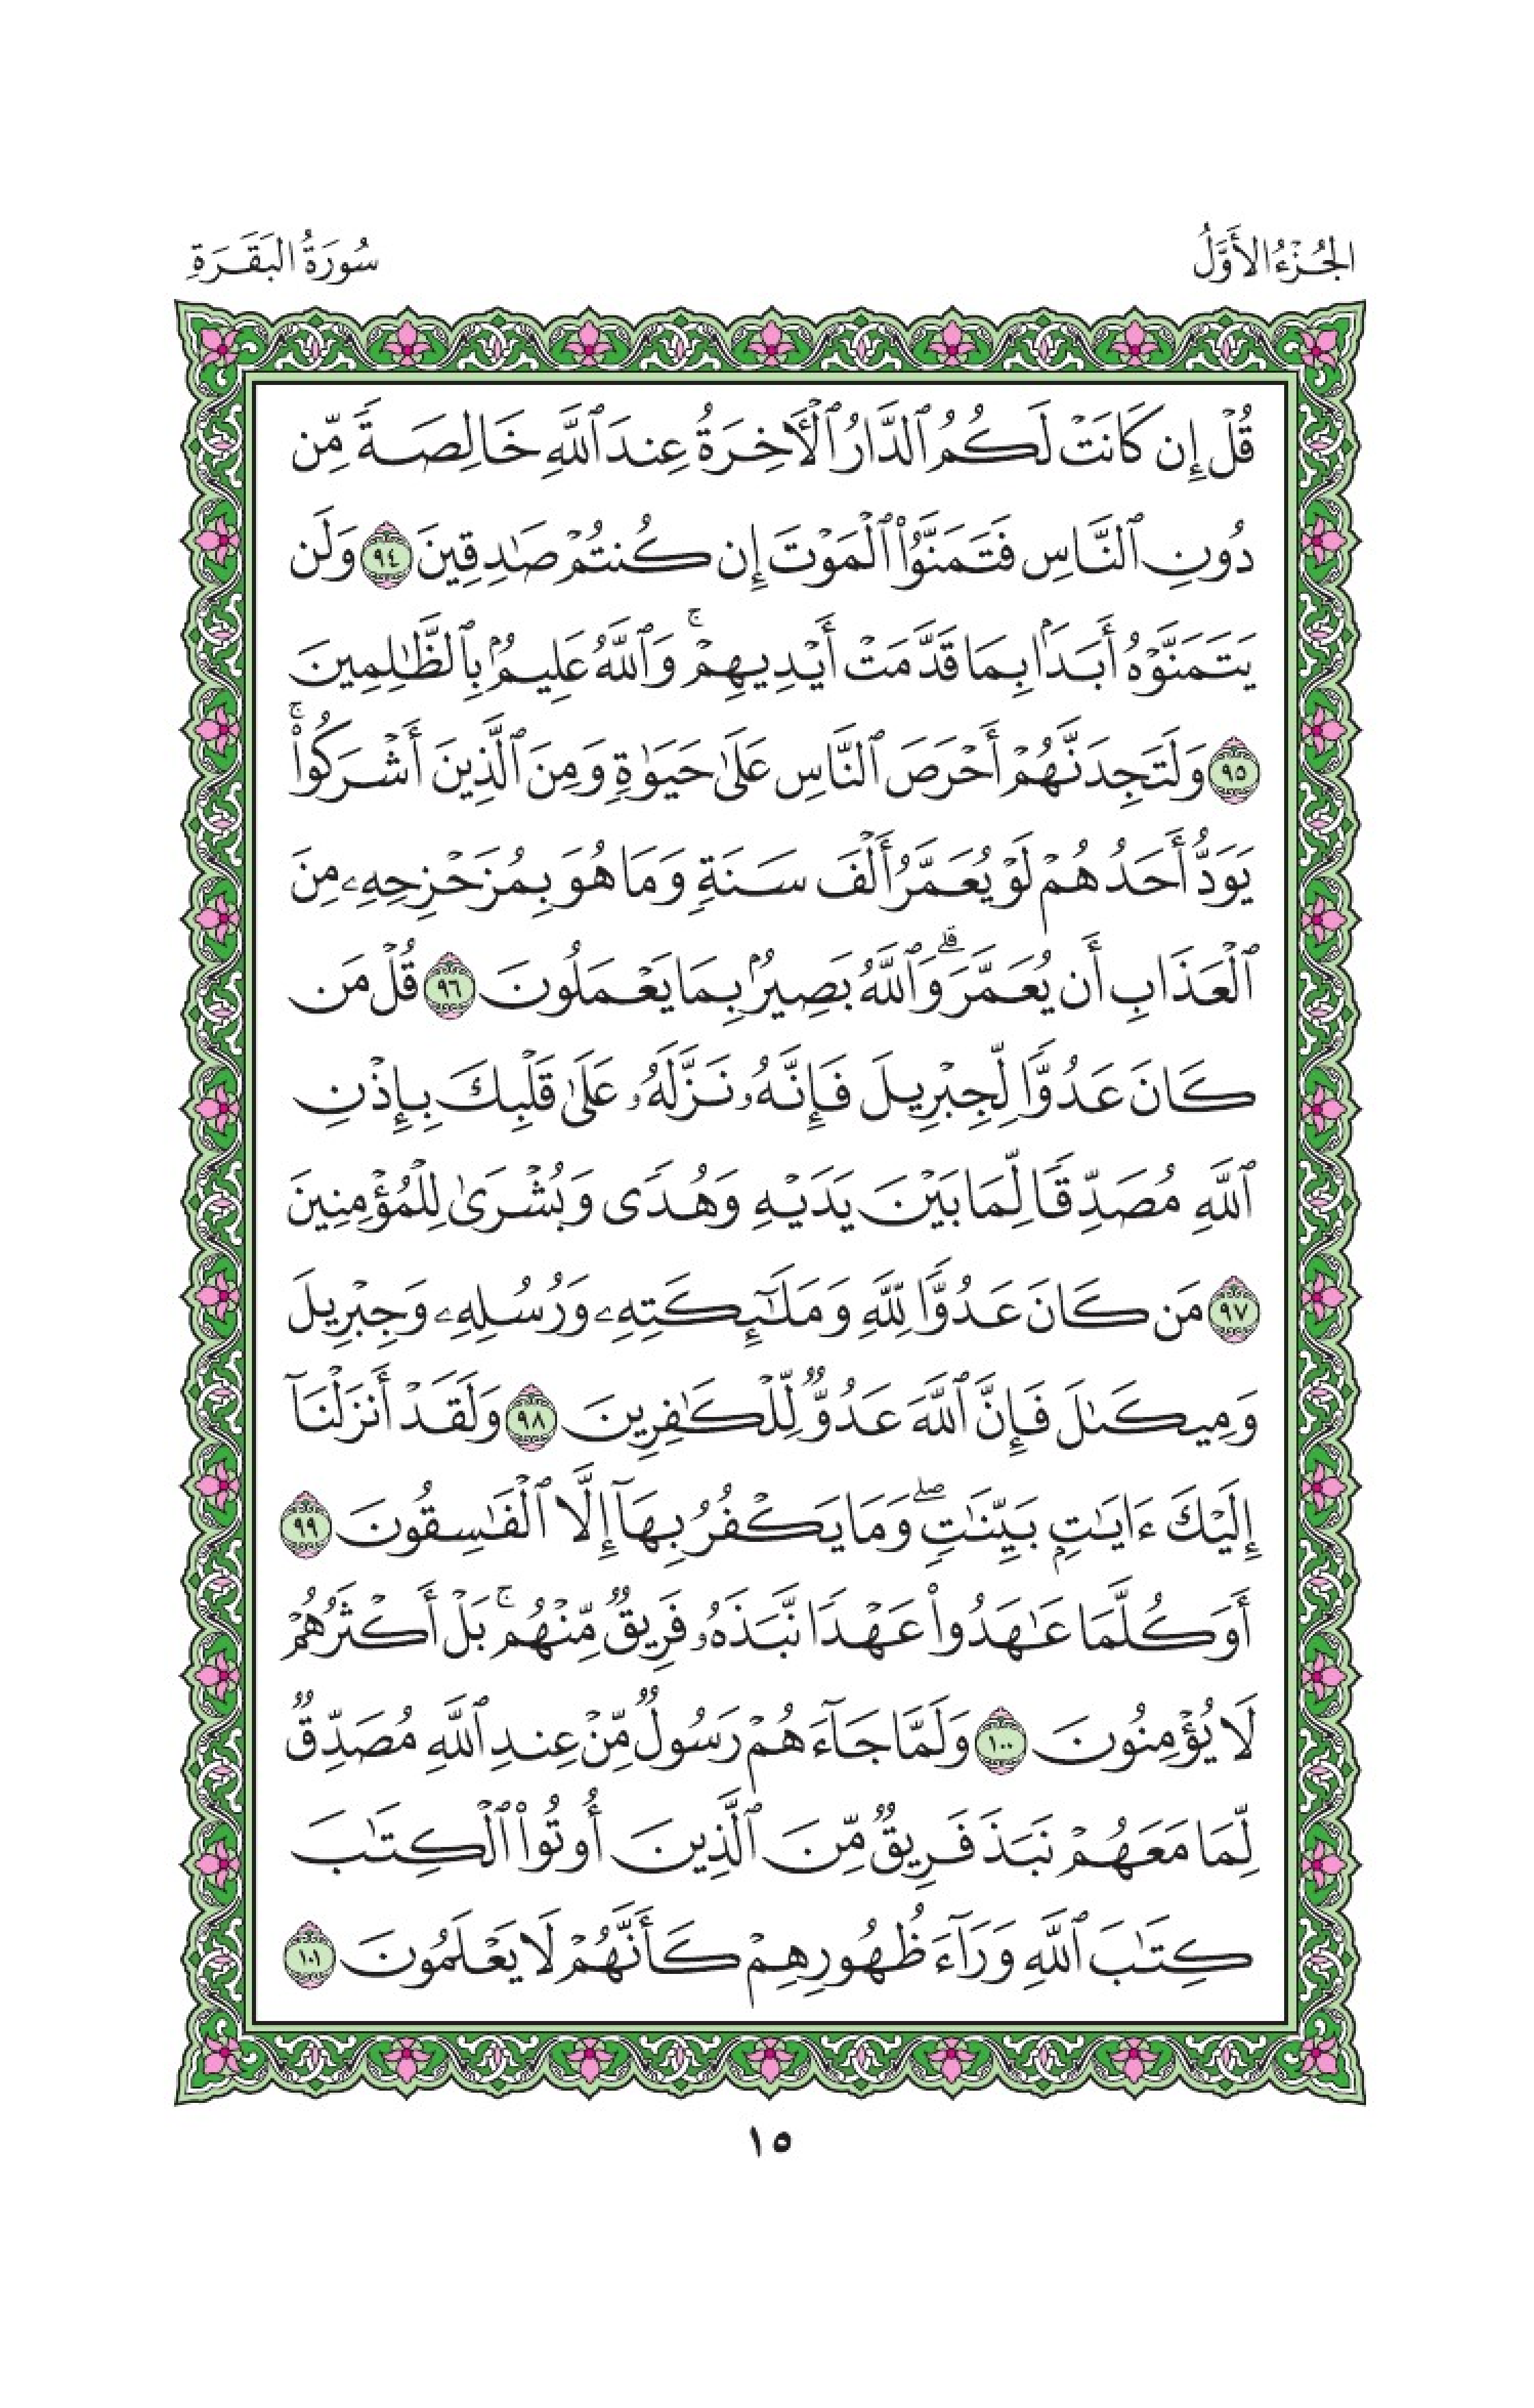 الجُزْءُ الأَوَّلُ
سُورَةُ البَقَرَةِ
قُلْ إِن كَانَتْ لَكُمُ ٱلدَّارُ ٱلْأَخِرَةُ عِندَ ٱللَّهِ خَالِصَةً مِّن
دُونِ ٱلنَّاسِ فَتَمَنَّوُاْ ٱلْمَوْتَ إِن كُنتُمْ صَٰدِقِينَ ٩٤ وَلَن
يَتَمَنَّوْهُ أَبَدَۢا بِمَا قَدَّمَتْ أَيْدِيهِمْۚ وَٱللَّهُ عَلِيمُۢ بِٱلظَّٰلِمِينَ
٩٥ وَلَتَجِدَنَّهُمْ أَحْرَصَ ٱلنَّاسِ عَلَىٰ حَيَوٰةٍ وَمِنَ ٱلَّذِينَ أَشْرَكُواْۚ
يَوَدُّ أَحَدُهُمْ لَوْ يُعَمَّرُ أَلْفَ سَنَةٍ وَمَا هُوَ بِمُزَحْزِحِهِۦ مِنَ
ٱلْعَذَابِ أَن يُعَمَّرَۗ وَٱللَّهُ بَصِيرُۢ بِمَا يَعْمَلُونَ ٩٦ قُلْ مَن
كَانَ عَدُوًّا لِّجِبْرِيلَ فَإِنَّهُۥ نَزَّلَهُۥ عَلَىٰ قَلْبِكَ بِإِذْنِ
ٱللَّهِ مُصَدِّقًا لِّمَا بَيْنَ يَدَيْهِ وَهُدًى وَبُشْرَىٰ لِلْمُؤْمِنِينَ
٩٧ مَن كَانَ عَدُوًّا لِلَّهِ وَمَلَٰٓئِكَتِهِۦ وَرُسُلِهِۦ وَجِبْرِيلَ
وَمِيكَىٰلَ فَإِنَّ ٱللَّهَ عَدُوٌّ لِّلْكَٰفِرِينَ ٩٨ وَلَقَدْ أَنزَلْنَآ
إِلَيْكَ ءَايَٰتِۭ بَيِّنَٰتٍۖ وَمَا يَكْفُرُ بِهَآ إِلَّا ٱلْفَٰسِقُونَ ٩٩
أَوَكُلَّمَا عَٰهَدُواْ عَهْدًا نَّبَذَهُۥ فَرِيقٌ مِّنْهُمۚ بَلْ أَكْثَرُهُمْ
لَا يُؤْمِنُونَ ١٠٠ وَلَمَّا جَآءَهُمْ رَسُولٌ مِّنْ عِندِ ٱللَّهِ مُصَدِّقٌ
لِّمَا مَعَهُمْ نَبَذَ فَرِيقٌ مِّنَ ٱلَّذِينَ أُوتُواْ ٱلْكِتَٰبَ
كِتَٰبَ ٱللَّهِ وَرَآءَ ظُهُورِهِمْ كَأَنَّهُمْ لَا يَعْلَمُونَ ١٠١
١٥